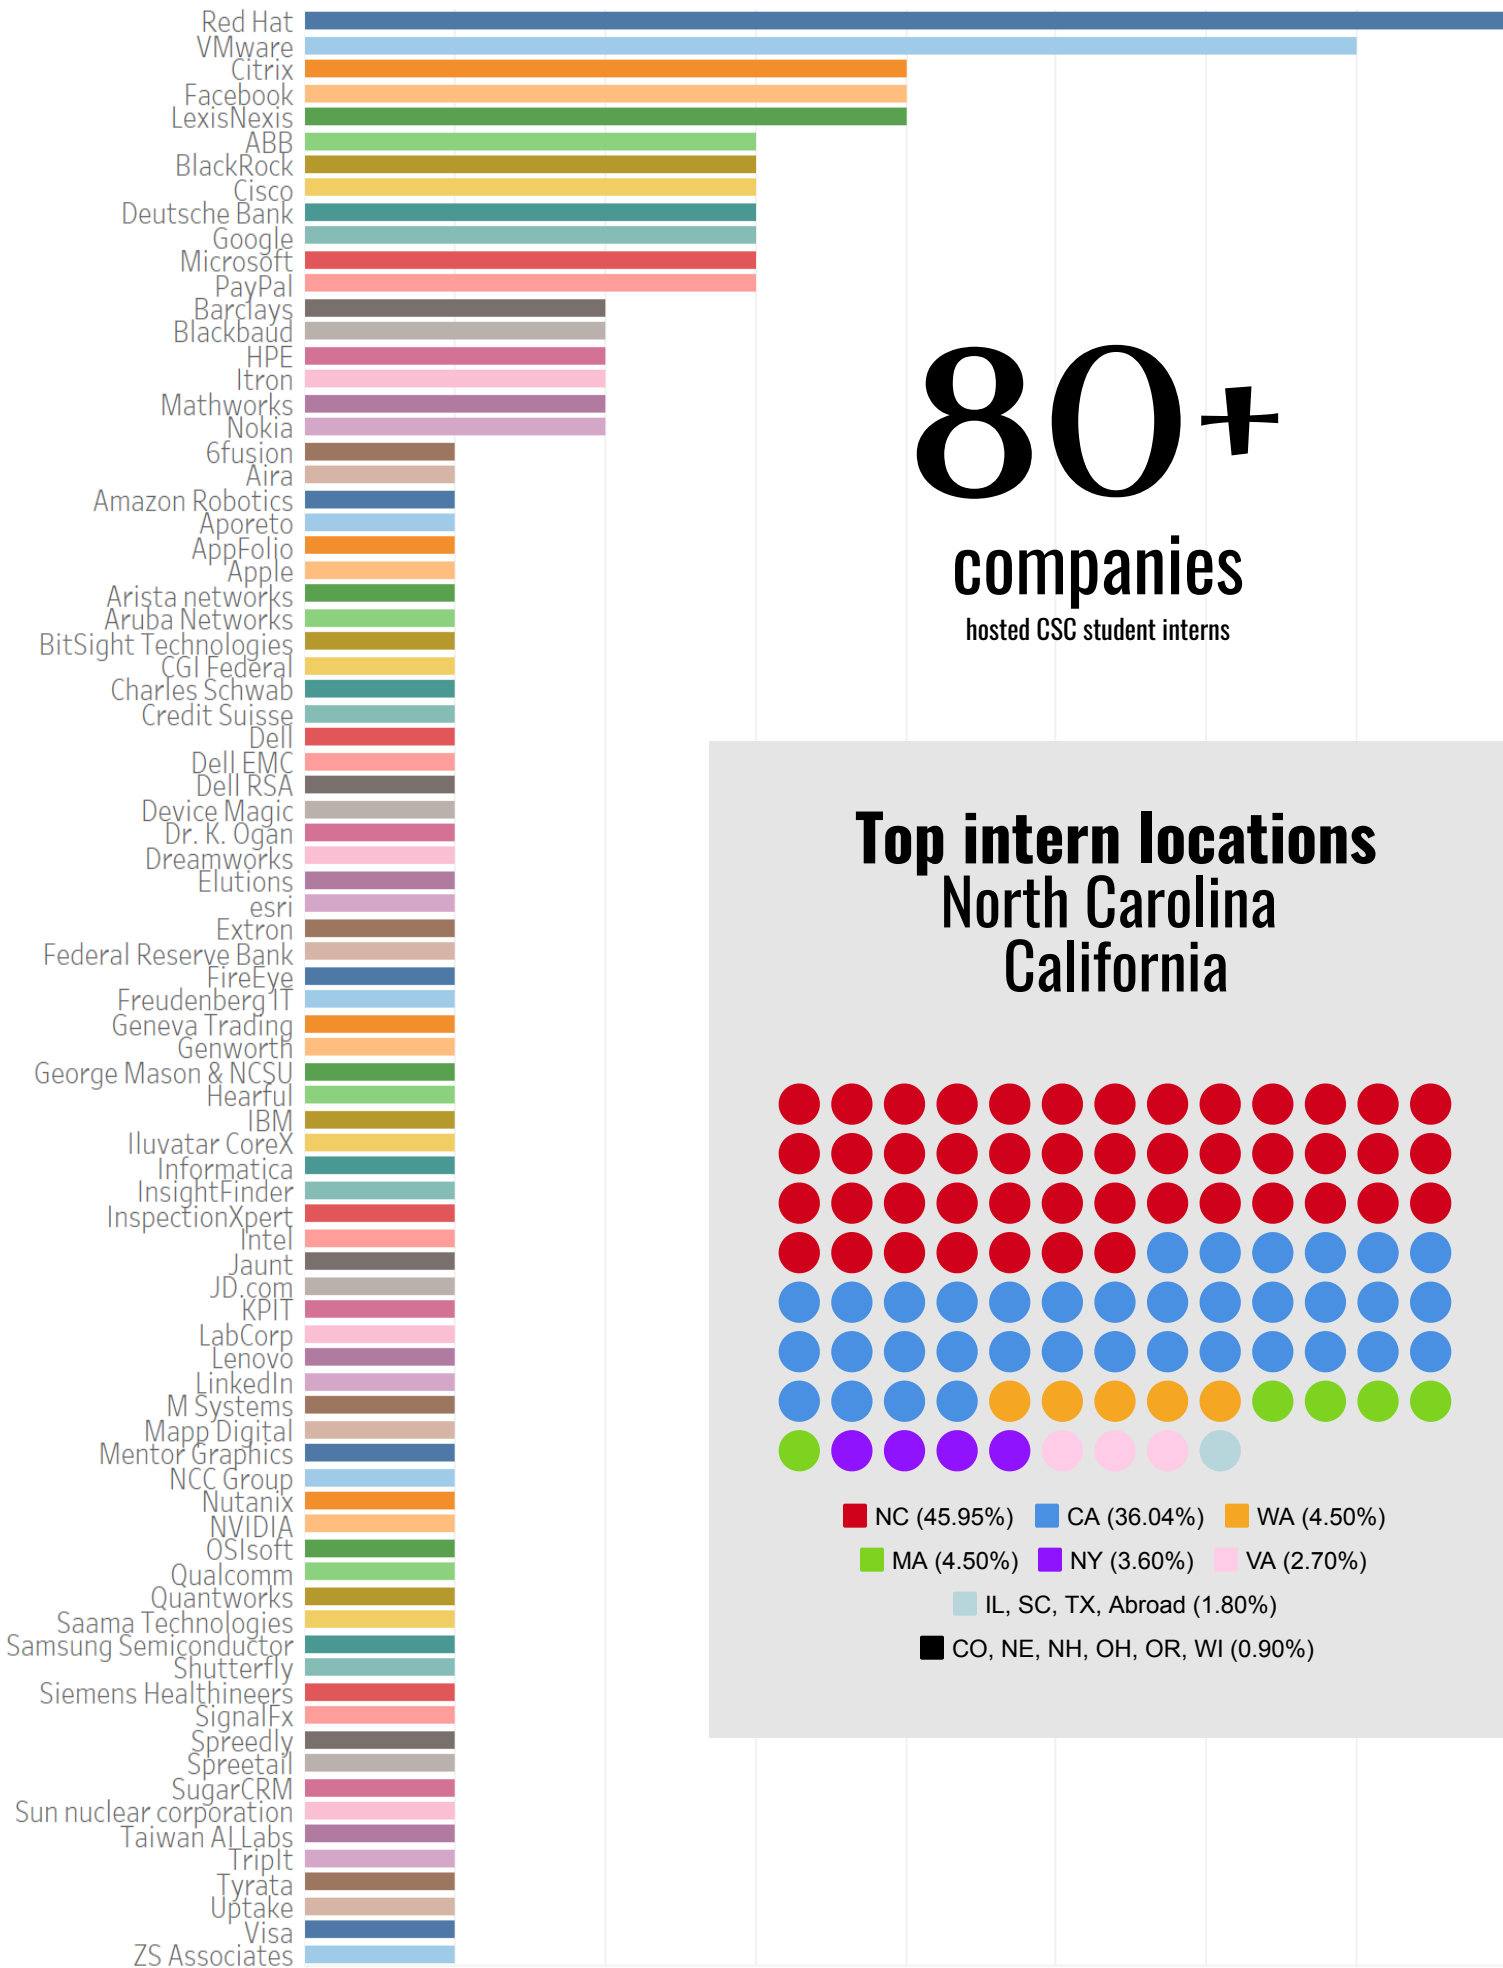 Red Hat
VMware
Citrix
Facebook
LexisNexis
ABB
BlackRock
Cisco
Deutsche Bank
Google
Microsoft
PayPal
Barclays
Blackbaud
HPE
Itron
Mathworks
Nokia
6fusion
Aira
Amazon Robotics
Aporeto
AppFolio
Apple
Arista networks
Aruba Networks
BitSight Technologies
CGI Federal
Charles Schwab
Credit Suisse
Dell
Dell EMC
Dell RSA
Device Magic
Dr. K. Ogan
Dreamworks
Elutions
esri
Extron
Federal Reserve Bank
FireEye
Freudenberg IT
Geneva Trading
Genworth
George Mason & NCSU
Hearful
IBM
Iluvatar CoreX
Informatica
InsightFinder
InspectionXpert
Intel
Jaunt
JD.com
KPIT
LabCorp
Lenovo
LinkedIn
M Systems
Mapp Digital
Mentor Graphics
NCC Group
Nutanix
NVIDIA
OSIsoft
Qualcomm
Quantworks
Saama Technologies
Samsung Semiconductor
Shutterfly
Siemens Healthineers
SignalFx
Spreedly
Spreetail
SugarCRM
Sun nuclear corporation
Taiwan AI Labs
TripIt
Tyrata
Uptake
Visa
ZS Associates
80+
companies
hosted CSC student interns
Top intern locations
North Carolina
California
NC (45.95%) CA (36.04%) WA (4.50%)
MA (4.50%) NY (3.60%) VA (2.70%)
IL, SC, TX, Abroad (1.80%)
CO, NE, NH, OH, OR, WI (0.90%)